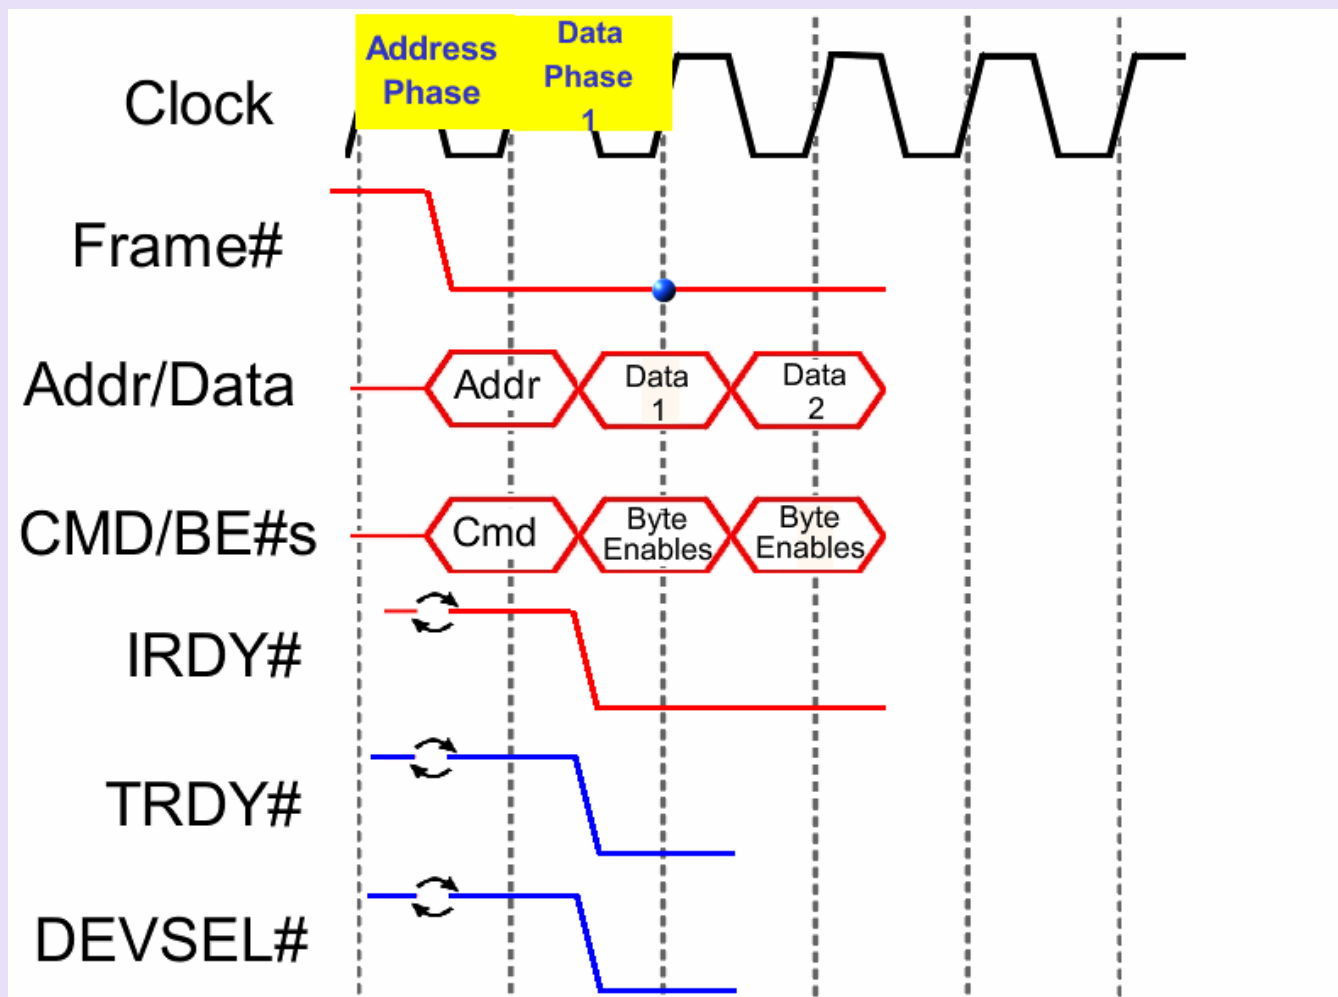 Address
Phase
Data
Phase
1
Clock
Frame#
Addr/Data
Addr
Data
1
Data
2
CMD/BE#s
Cmd
Byte
Enables
Byte
Enables
IRDY#
TRDY#
DEVSEL#